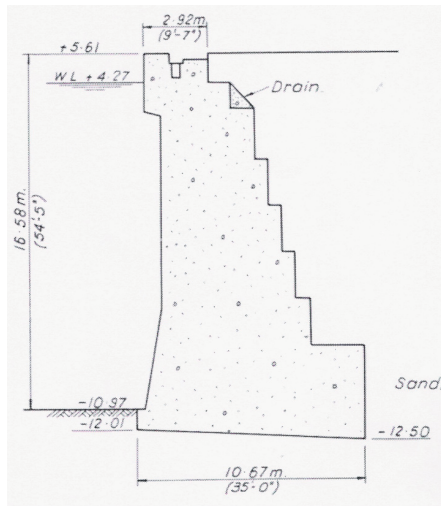 2·92m.
(9'-7")
+5·61
WL +4·27
Drain.
16·58m.
(54'-5")
-10·97
-12·01
Sand.
-12·50
10·67m.
(35'-0")